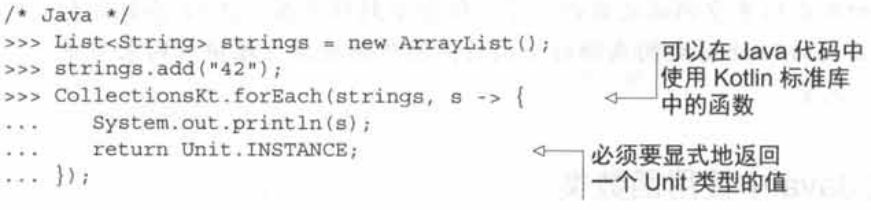 /* Java */
>>> List<String> strings = new ArrayList();
>>> strings.add("42");
>>> CollectionsKt.forEach(strings, s -> {
... System.out.println(s);
... return Unit.INSTANCE;
... });
可以在 Java 代码中
使用 Kotlin 标准库
中的函数
必须要显式地返回
一个 Unit 类型的值